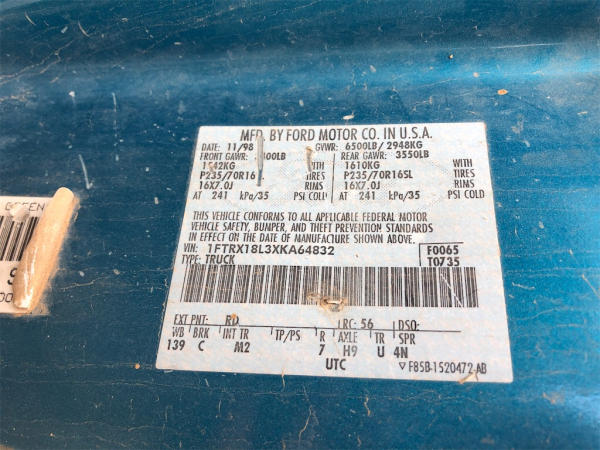 MFD. BY FORD MOTOR CO. IN U.S.A.
DATE: 11/98 GVWR: 6500LB/ 2948KG
FRONT GAWR: 400LB REAR GAWR: 3550LB
1542KG WITH 1610KG WITH
P235/70R16 TIRES P235/70R16SL TIRES
16X7.0J RIMS 16X7.0J RIMS
AT 241 kPa/35 PSI COLD AT 241 kPa/35 PSI COLD
THIS VEHICLE CONFORMS TO ALL APPLICABLE FEDERAL MOTOR
VEHICLE SAFETY, BUMPER, AND THEFT PREVENTION STANDARDS
IN EFFECT ON THE DATE OF MANUFACTURE SHOWN ABOVE.
VIN: 1FTRX18L3XKA64832 F0065
TYPE: TRUCK T0735
EXT PNT: RD RC: 56 DSO:
WB BRK INT TR TP/PS R AXLE TR SPR
139 C M2 7 H9 U 4N
UTC F85B-1520472-AB